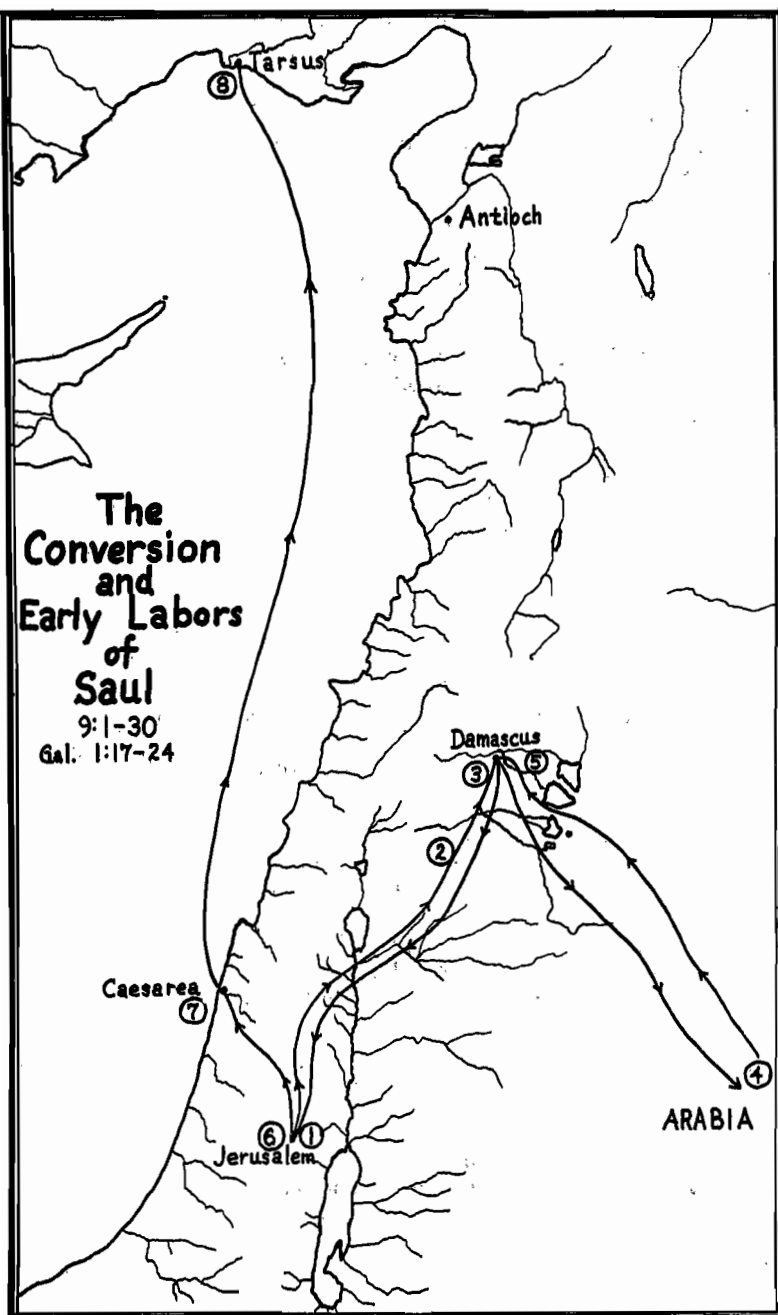 Tarsus
⑧
Antioch
The
Conversion
and
Early Labors
of
Saul
9:1-30
Gal. 1:17-24
Damascus
③ ⑤
②
Caesarea
⑦
④
ARABIA
⑥ ①
Jerusalem